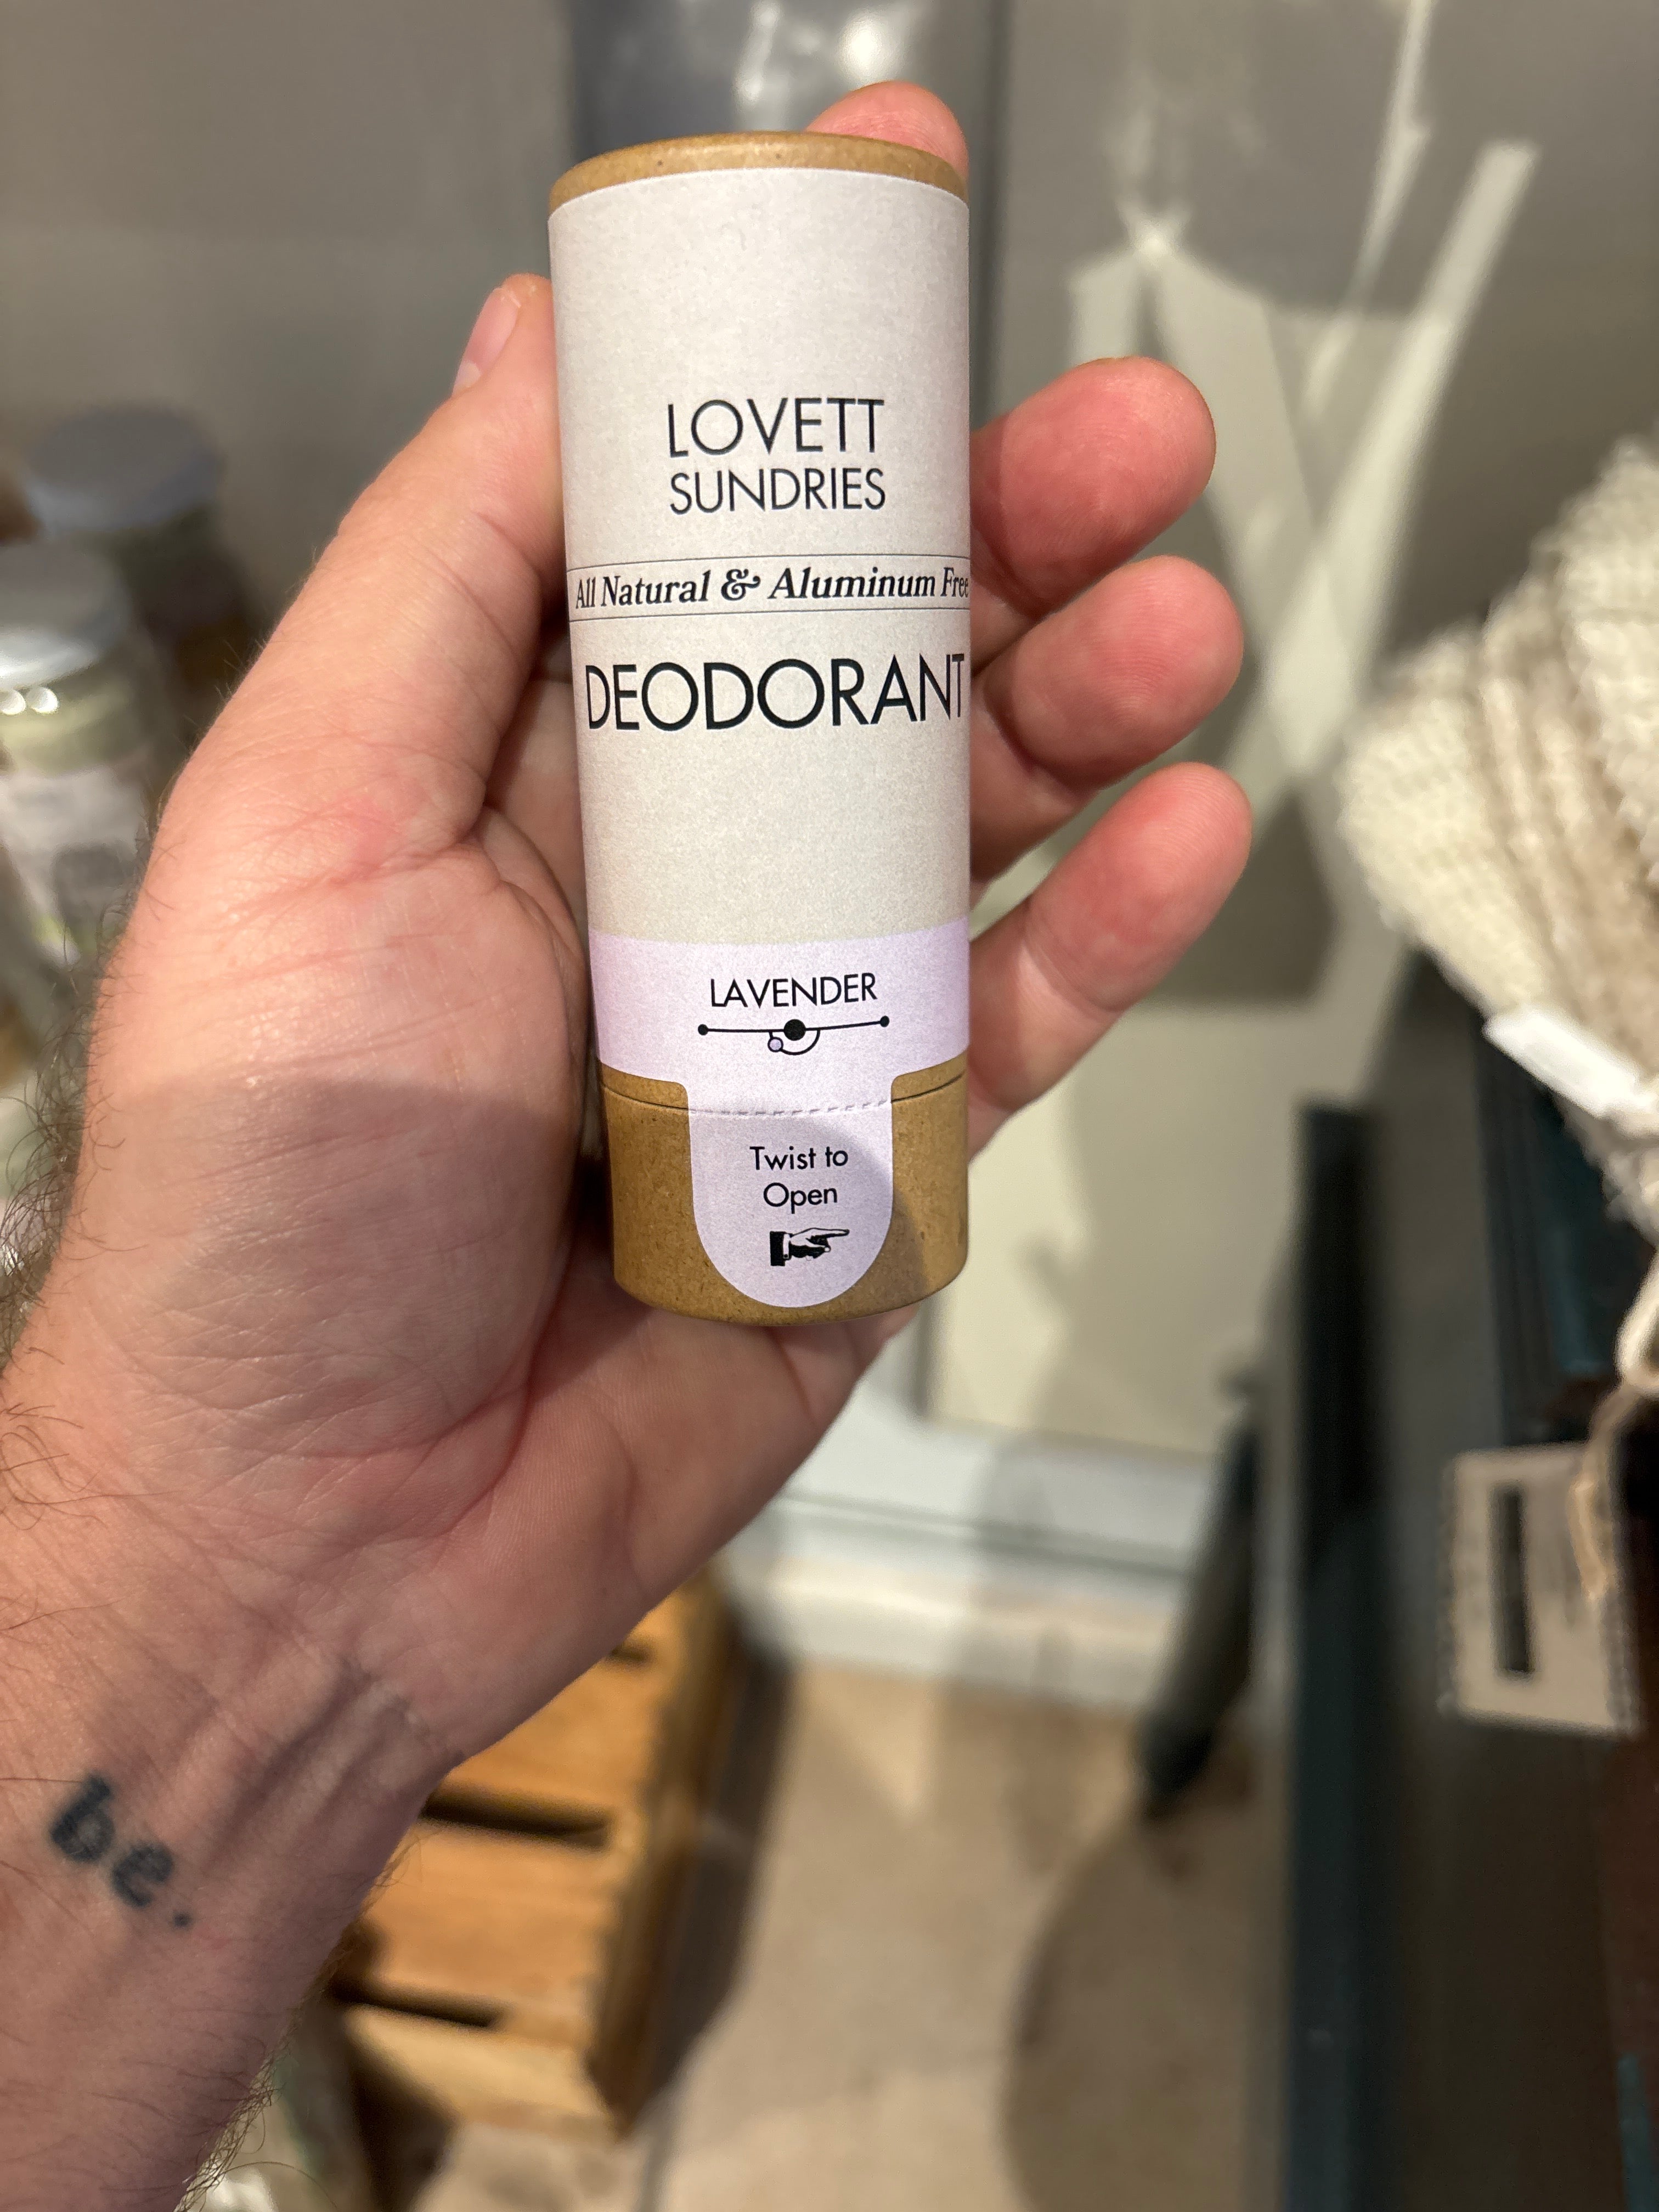 LOVETT
SUNDRIES
All Natural & Aluminum Free
DEODORANT
LAVENDER
Twist to
Open
be.